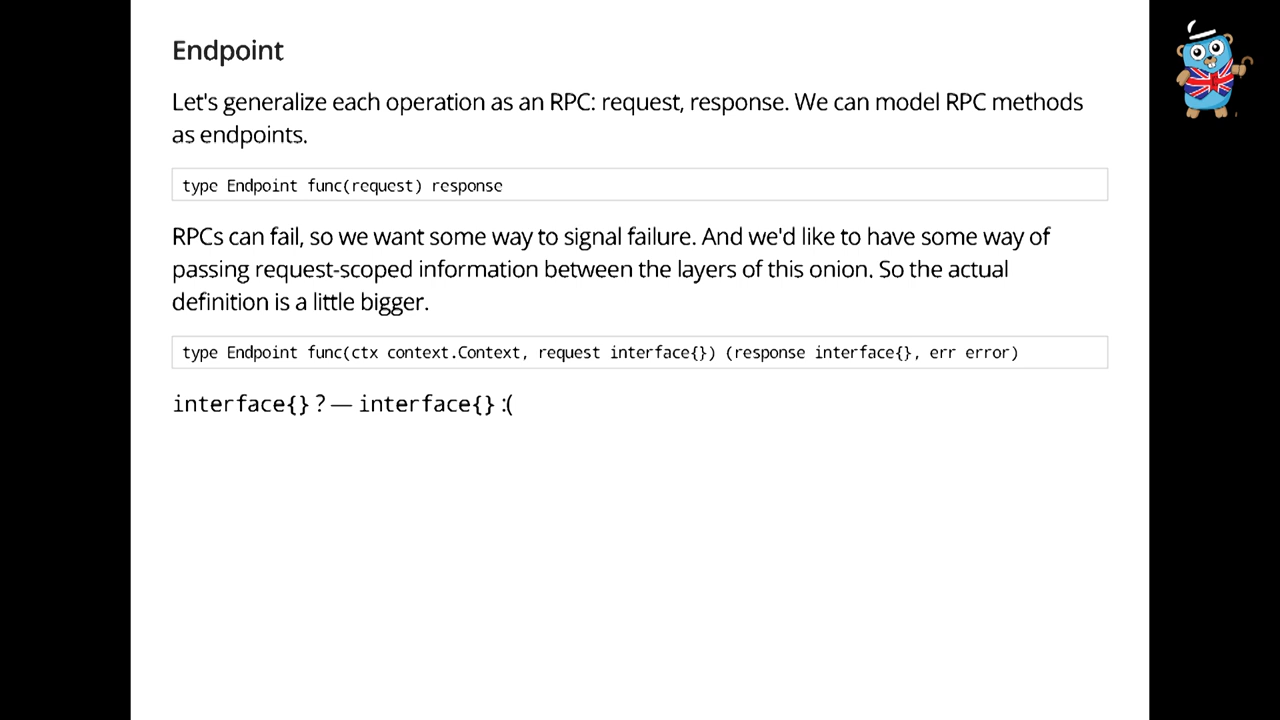 Endpoint
Let's generalize each operation as an RPC: request, response. We can model RPC methods
as endpoints.
type Endpoint func(request) response
RPCs can fail, so we want some way to signal failure. And we'd like to have some way of
passing request-scoped information between the layers of this onion. So the actual
definition is a little bigger.
type Endpoint func(ctx context.Context, request interface{}) (response interface{}, err error)
interface{} ? — interface{} :(